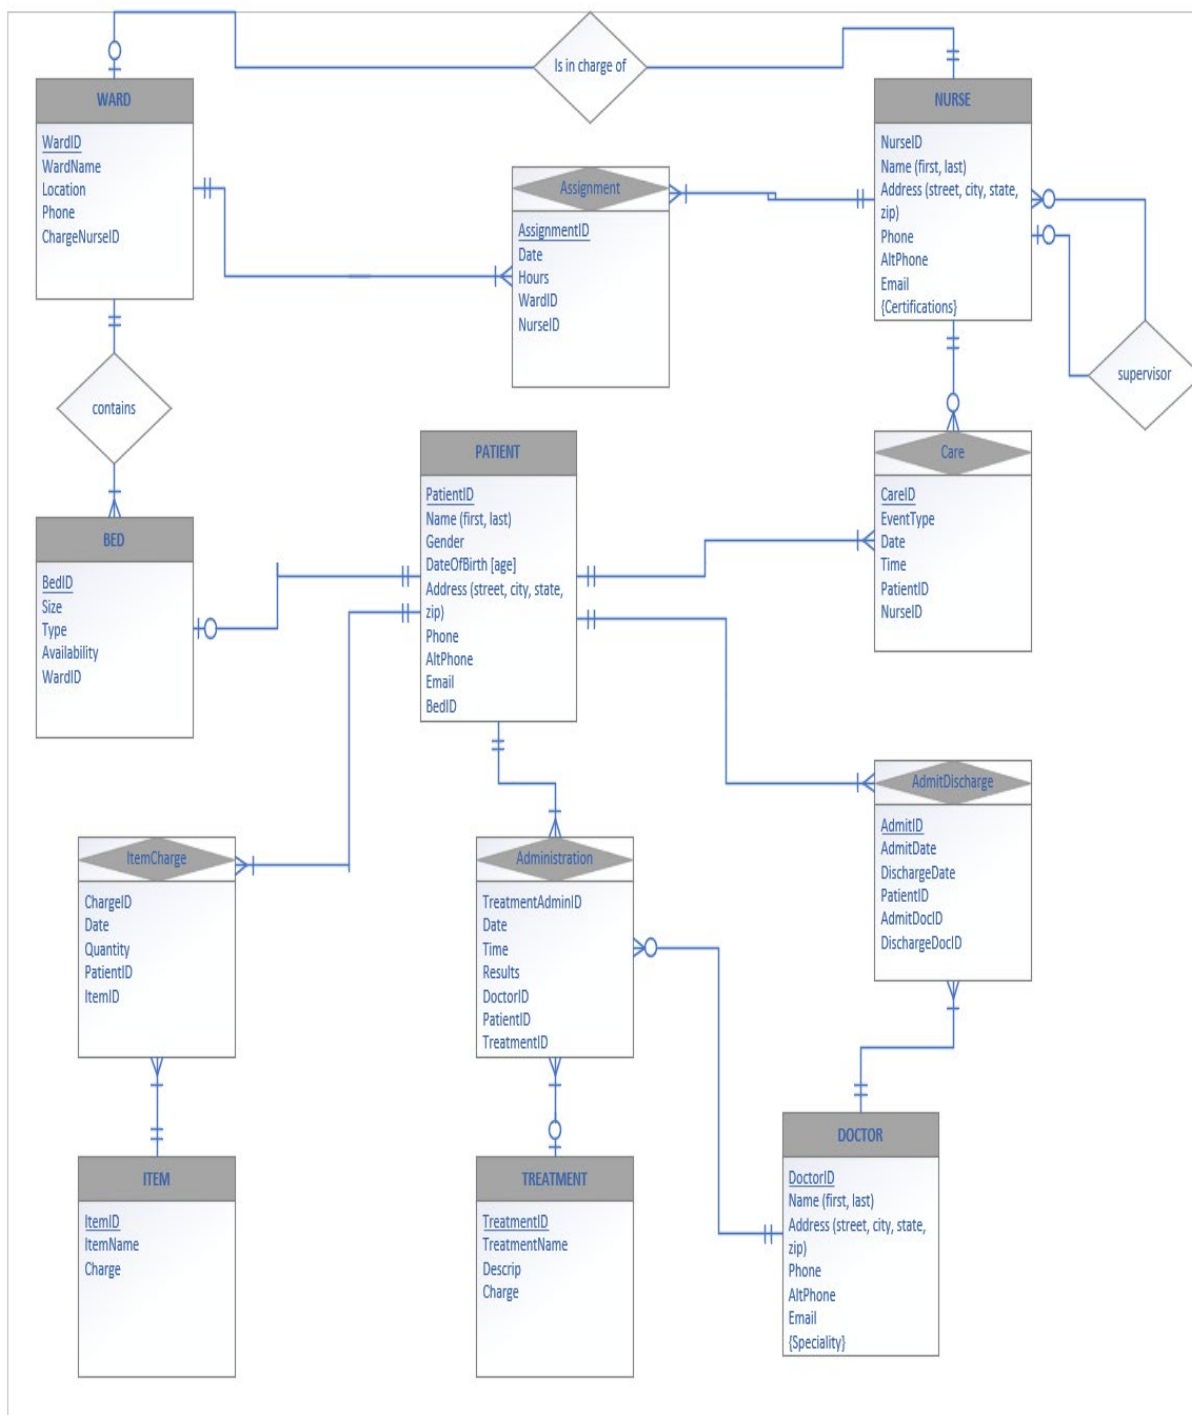 Is in charge of
WARD
WardID
WardName
Location
Phone
ChargeNurseID
Assignment
AssignmentID
Date
Hours
WardID
NurseID
NURSE
NurseID
Name (first, last)
Address (street, city, state,
zip)
Phone
AltPhone
Email
{Certifications}
supervisor
contains
PATIENT
PatientID
Name (first, last)
Gender
DateOfBirth [age]
Address (street, city, state,
zip)
Phone
AltPhone
Email
BedID
Care
CareID
EventType
Date
Time
PatientID
NurseID
BED
BedID
Size
Type
Availability
WardID
AdmitDischarge
AdmitID
AdmitDate
DischargeDate
PatientID
AdmitDocID
DischargeDocID
ItemCharge
ChargeID
Date
Quantity
PatientID
ItemID
Administration
TreatmentAdminID
Date
Time
Results
DoctorID
PatientID
TreatmentID
ITEM
ItemID
ItemName
Charge
TREATMENT
TreatmentID
TreatmentName
Descrip
Charge
DOCTOR
DoctorID
Name (first, last)
Address (street, city, state,
zip)
Phone
AltPhone
Email
{Speciality}